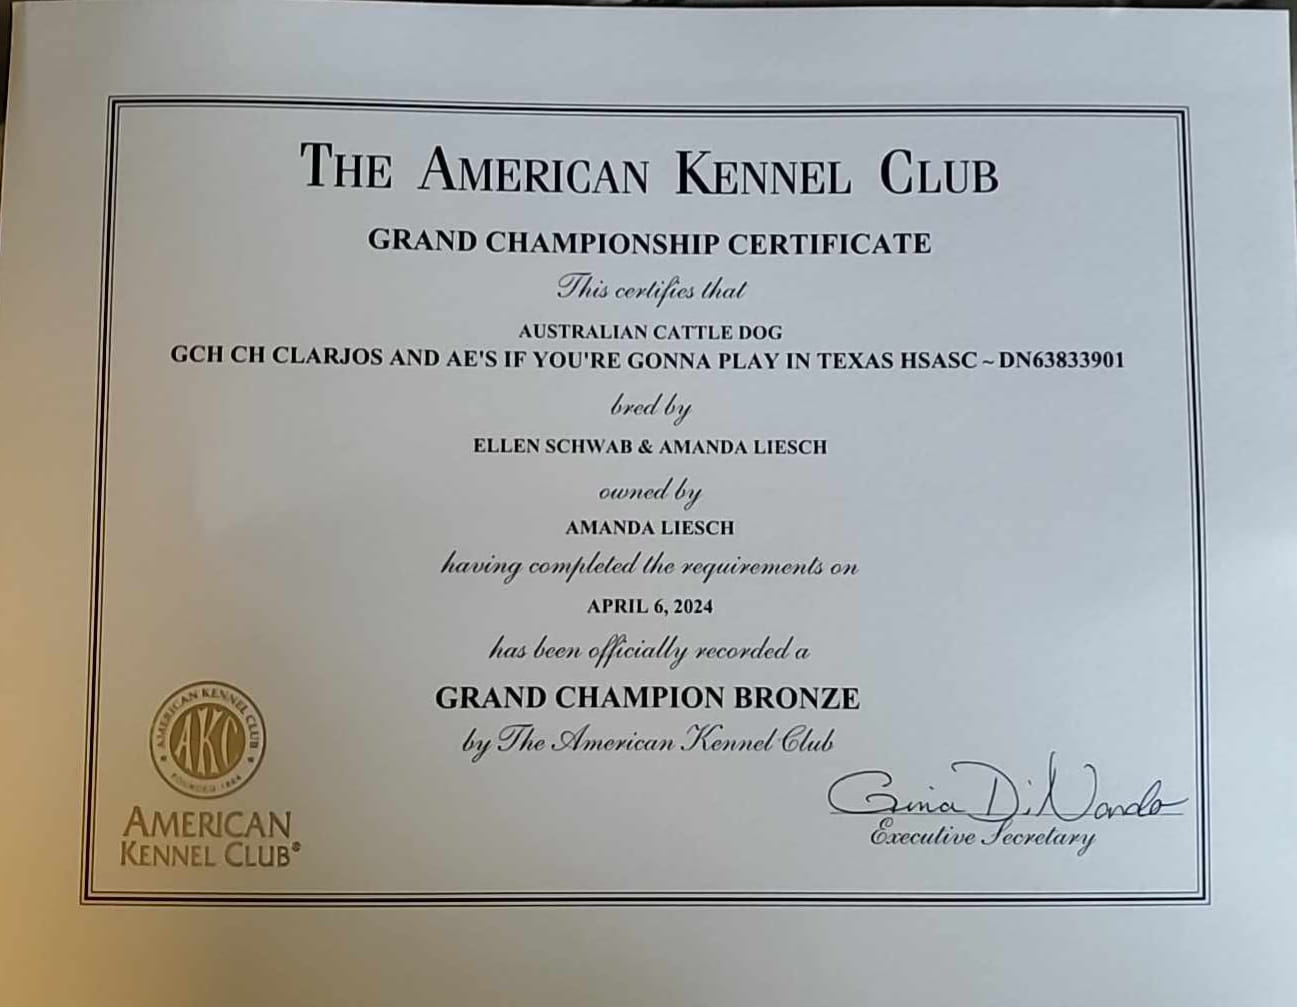 THE AMERICAN KENNEL CLUB
GRAND CHAMPIONSHIP CERTIFICATE
This certifies that
AUSTRALIAN CATTLE DOG
GCH CH CLARJOS AND AE'S IF YOU'RE GONNA PLAY IN TEXAS HSASC ~ DN63833901
bred by
ELLEN SCHWAB & AMANDA LIESCH
owned by
AMANDA LIESCH
having completed the requirements on
APRIL 6, 2024
has been officially recorded a
GRAND CHAMPION BRONZE
by The American Kennel Club
AMERICAN KENNEL CLUB
AKC
FOUNDED 1884
AMERICAN
KENNEL CLUB®
Gina DiNardo
Executive Secretary